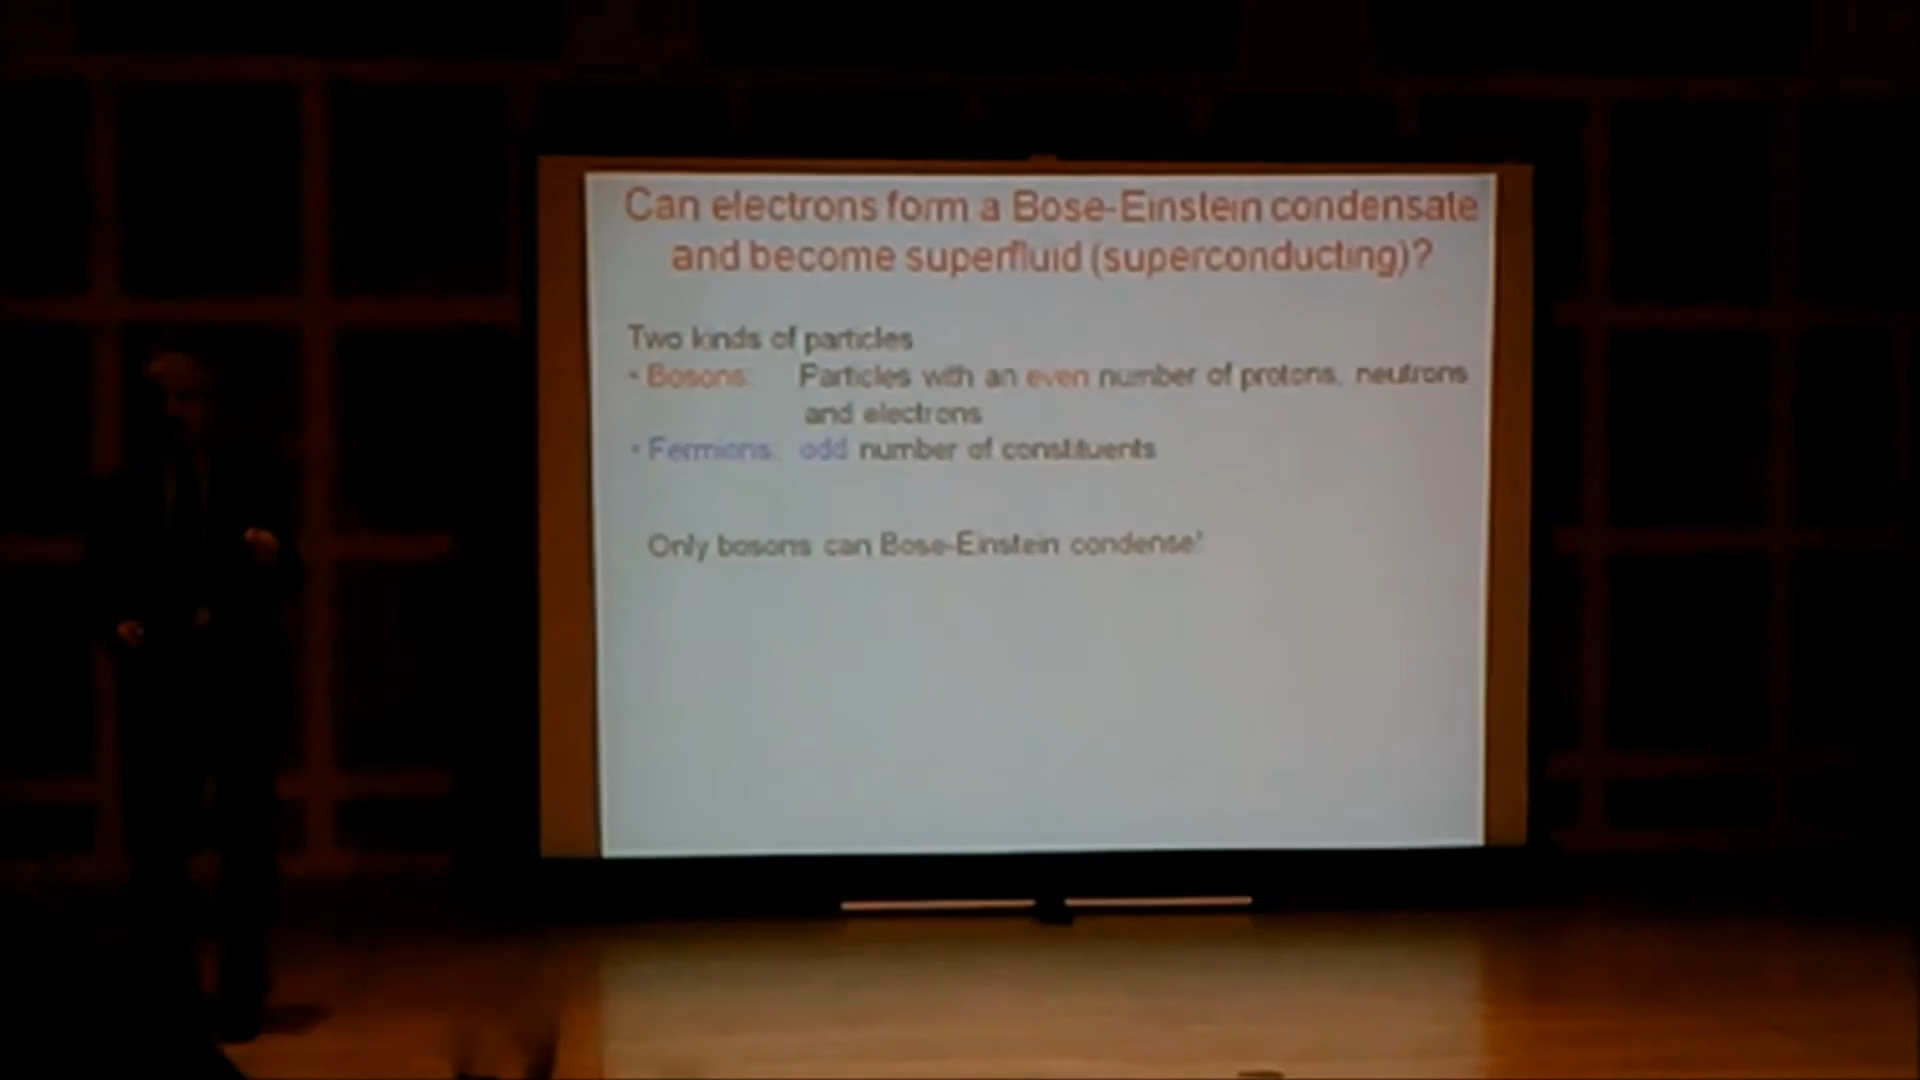 Can electrons form a Bose-Einstein condensate
and become superfluid (superconducting)?
Two kinds of particles
• Bosons: Particles with an even number of protons, neutrons
and electrons
• Fermions: odd number of constituents
Only bosons can Bose-Einstein condense!